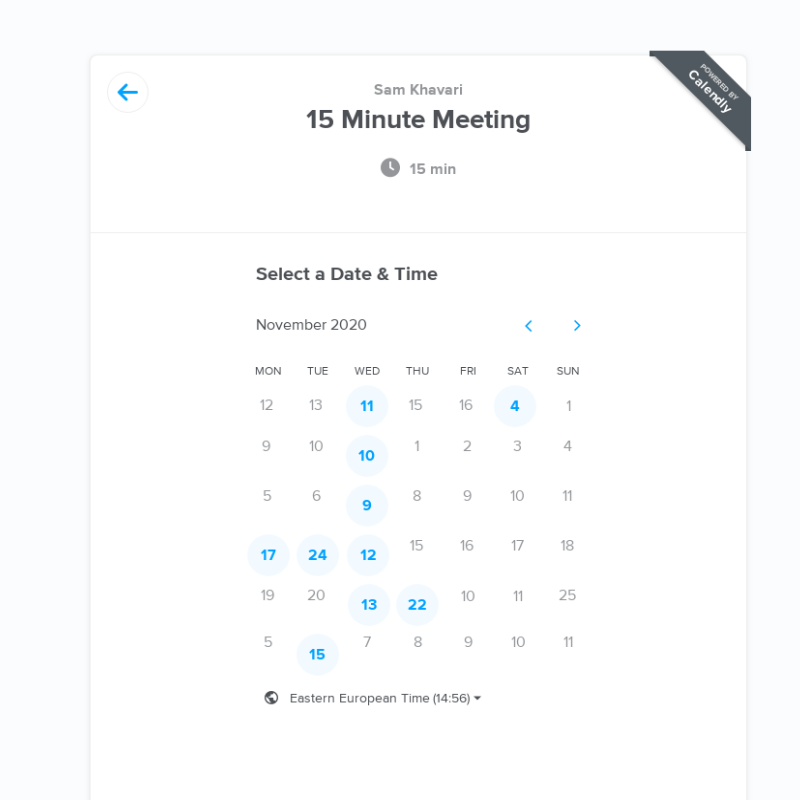 POWERED BY
Calendly
Sam Khavari
15 Minute Meeting
15 min
Select a Date & Time
November 2020
MON TUE WED THU FRI SAT SUN
12 13 11 15 16 4 1
9 10 10 1 2 3 4
5 6 9 8 9 10 11
17 24 12 15 16 17 18
19 20 13 22 10 11 25
5 15 7 8 9 10 11
Eastern European Time (14:56)